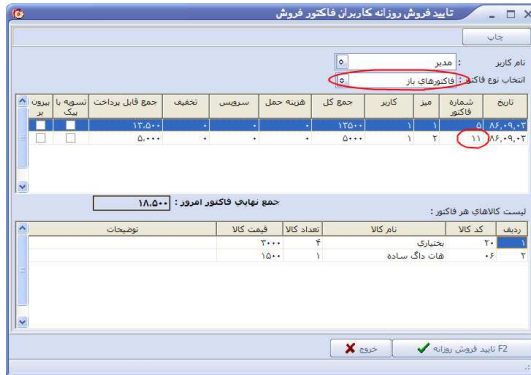 تایید فروش روزانه کاربران فاکتور فروش
چاپ
نام کاربر : مدیر
انتخاب نوع فاکتور : فاکتورهای باز
تاریخ شماره فاکتور میز کاربر جمع کل هزینه حمل سرویس تخفیف جمع قابل پرداخت تسویه با پیک بیرون بر
۸۶,۰۹,۰۳ ۵ ۱ ۱ ۱۳۵۰۰ ۰ ۰ ۰ ۱۳,۵۰۰
۸۶,۰۹,۰۳ ۱۱ ۲ ۱ ۵۰۰۰ ۰ ۰ ۰ ۵,۰۰۰
جمع نهایی فاکتور امروز : ۱۸,۵۰۰
لیست کالاهای هر فاکتور :
ردیف کد کالا نام کالا تعداد کالا قیمت کالا توضیحات
۱ ۲۰ بختیاری ۴ ۳۰۰۰
۲ ۰۶ هات داگ ساده ۱ ۱۵۰۰
F2 تایید فروش روزانه
خروج